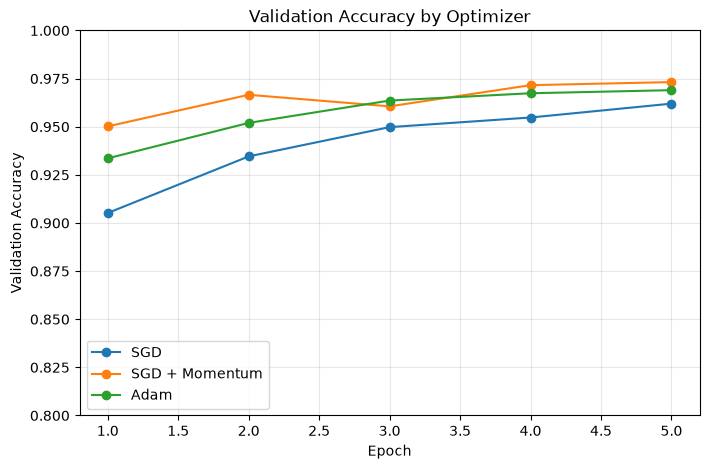 Validation Accuracy by Optimizer
Validation Accuracy
1.000
0.975
0.950
0.925
0.900
0.875
0.850
0.825
0.800
SGD
SGD + Momentum
Adam
1.0 1.5 2.0 2.5 3.0 3.5 4.0 4.5 5.0
Epoch